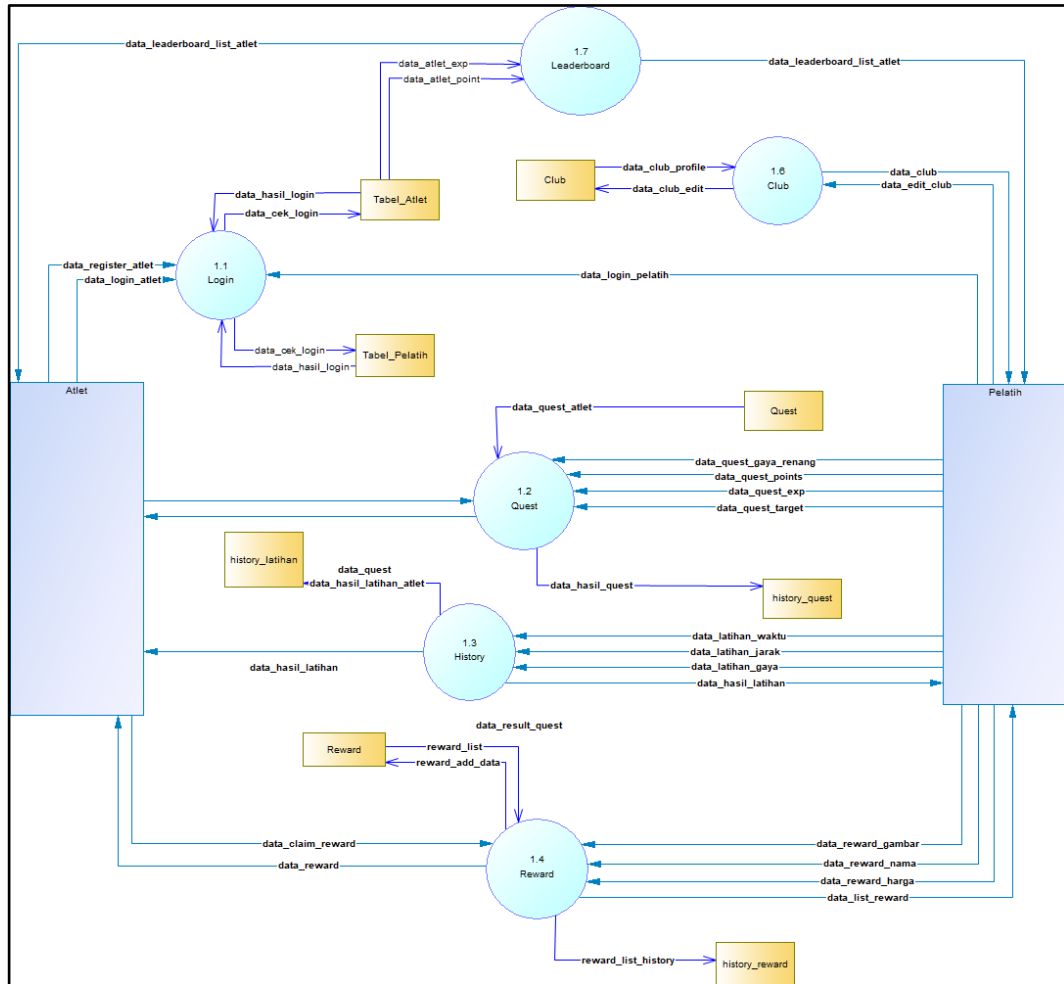 data_leaderboard_list_atlet
1.7
Leaderboard
data_leaderboard_list_atlet
data_atlet_exp
data_atlet_point
Club
data_club_profile
data_club_edit
1.6
Club
data_club
data_edit_club
data_hasil_login
data_cek_login
Tabel_Atlet
data_register_atlet
data_login_atlet
1.1
Login
data_login_pelatih
data_cek_login
data_hasil_login
Tabel_Pelatih
Atlet
Pelatih
data_quest_atlet
Quest
data_quest_gaya_renang
data_quest_points
data_quest_exp
data_quest_target
1.2
Quest
history_latihan
data_quest
data_hasil_latihan_atlet
data_hasil_quest
history_quest
1.3
History
data_latihan_waktu
data_latihan_jarak
data_latihan_gaya
data_hasil_latihan
data_hasil_latihan
data_result_quest
Reward
reward_list
reward_add_data
data_claim_reward
data_reward
1.4
Reward
data_reward_gambar
data_reward_nama
data_reward_harga
data_list_reward
reward_list_history
history_reward